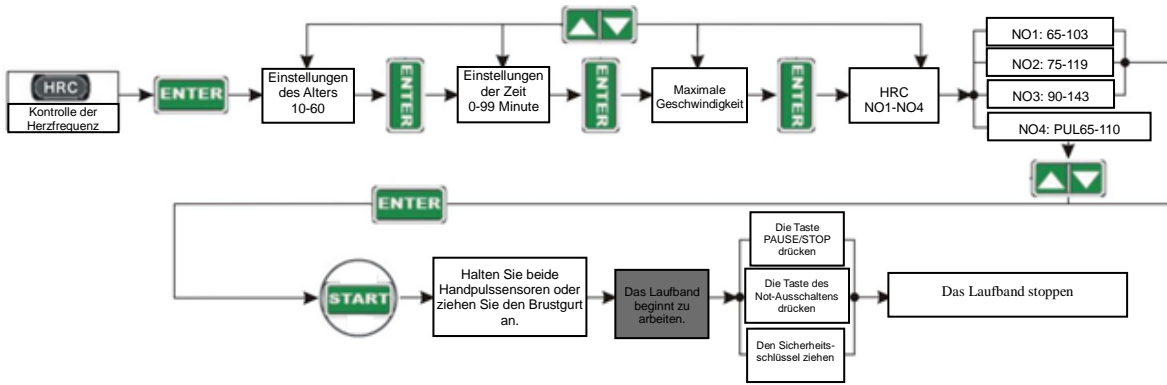 HRC
Kontrolle der
Herzfrequenz
ENTER
Einstellungen
des Alters
10-60
ENTER
Einstellungen
der Zeit
0-99 Minute
ENTER
Maximale
Geschwindigkeit
ENTER
HRC
NO1-NO4
NO1: 65-103
NO2: 75-119
NO3: 90-143
NO4: PUL65-110
ENTER
START
Halten Sie beide
Handpulssensoren oder
ziehen Sie den Brustgurt
an.
Das Laufband
beginnt zu
arbeiten.
Die Taste
PAUSE/STOP
drücken
Die Taste des
Not-Ausschaltens
drücken
Den Sicherheits-
schlüssel ziehen
Das Laufband stoppen